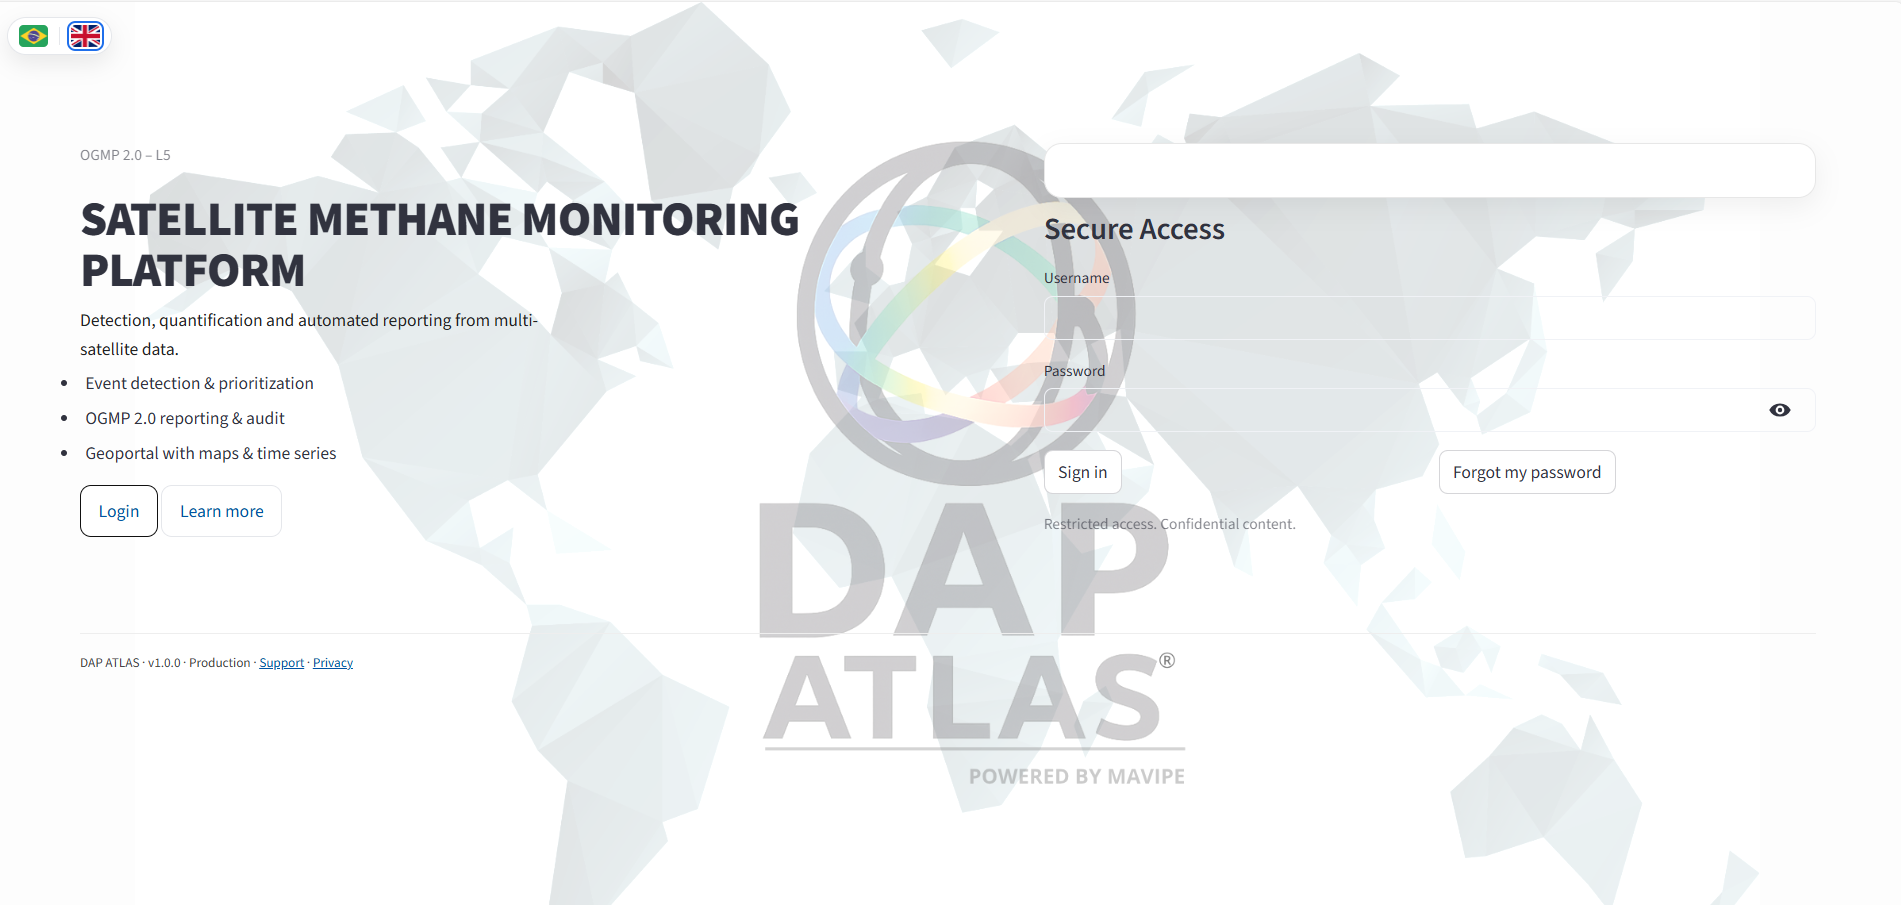 OGMP 2.0 – L5
SATELLITE METHANE MONITORING
PLATFORM
Detection, quantification and automated reporting from multi-
satellite data.
Event detection & prioritization
OGMP 2.0 reporting & audit
Geoportal with maps & time series
Login
Learn more
Secure Access
Username
Password
Sign in
Forgot my password
Restricted access. Confidential content.
DAP
ATLAS®
POWERED BY MAVIPE
DAP ATLAS · v1.0.0 · Production · Support · Privacy